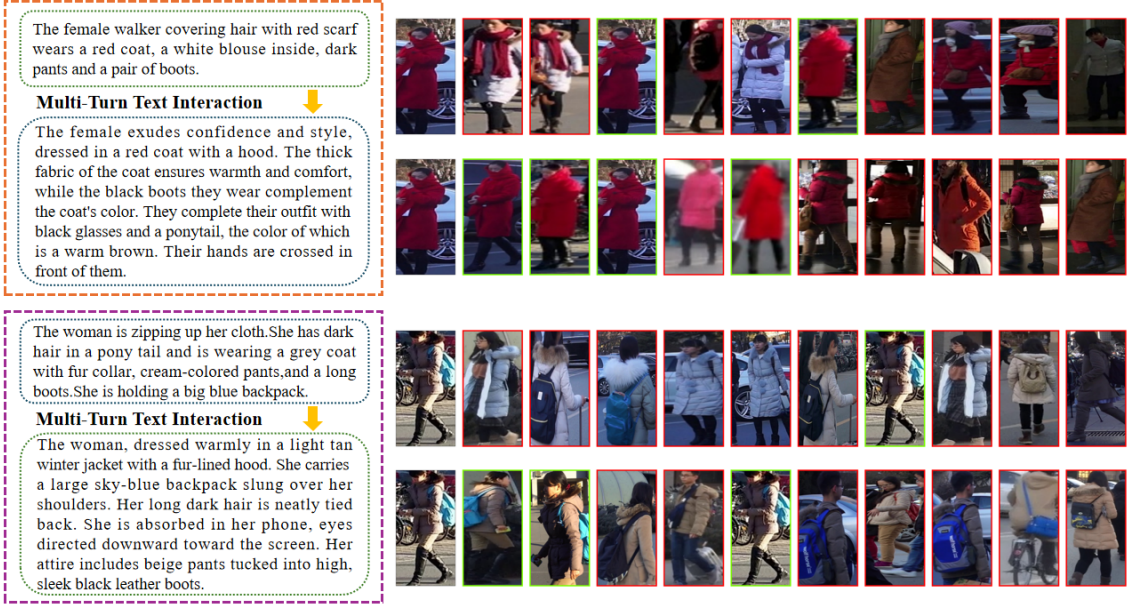 The female walker covering hair with red scarf
wears a red coat, a white blouse inside, dark
pants and a pair of boots.
Multi-Turn Text Interaction
The female exudes confidence and style,
dressed in a red coat with a hood. The thick
fabric of the coat ensures warmth and comfort,
while the black boots they wear complement
the coat's color. They complete their outfit with
black glasses and a ponytail, the color of which
is a warm brown. Their hands are crossed in
front of them.
The woman is zipping up her cloth.She has dark
hair in a pony tail and is wearing a grey coat
with fur collar, cream-colored pants,and a long
boots.She is holding a big blue backpack.
Multi-Turn Text Interaction
The woman, dressed warmly in a light tan
winter jacket with a fur-lined hood. She carries
a large sky-blue backpack slung over her
shoulders. Her long dark hair is neatly tied
back. She is absorbed in her phone, eyes
directed downward toward the screen. Her
attire includes beige pants tucked into high,
sleek black leather boots.